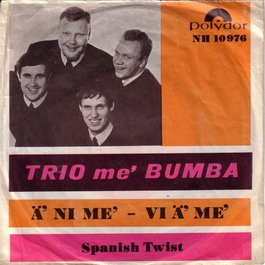 Polydor
NH 10976
TRIO me' BUMBA
Ä' NI ME' – VI Ä' ME'
Spanish Twist